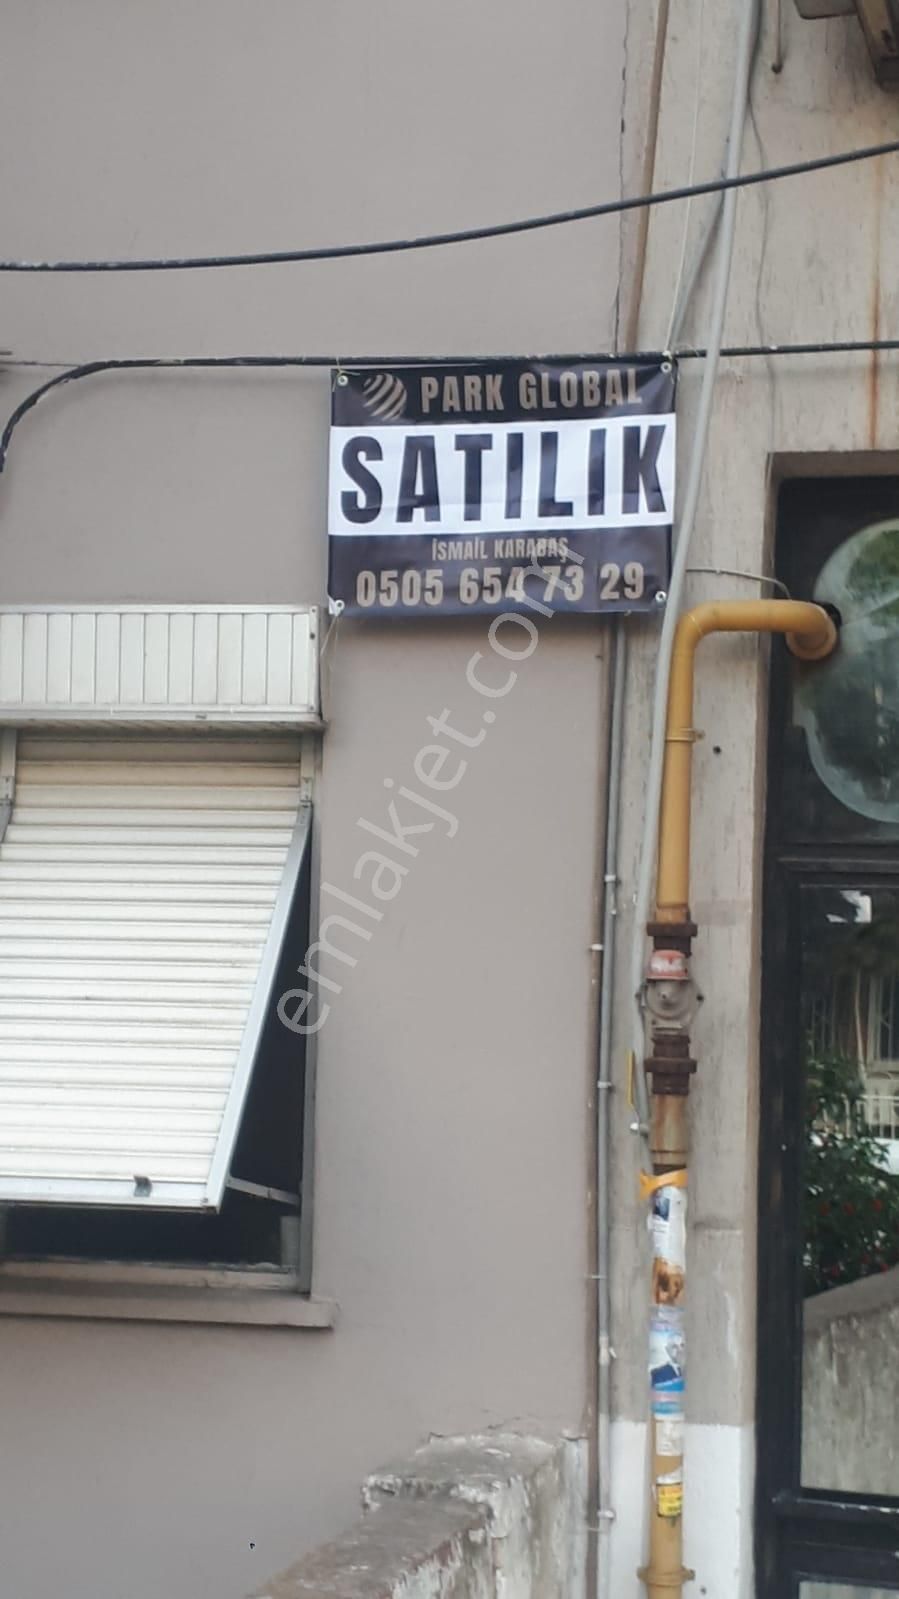 PARK GLOBAL
SATILIK
İSMAİL KARABAŞ
0505 654 73 29
emlakjet.com